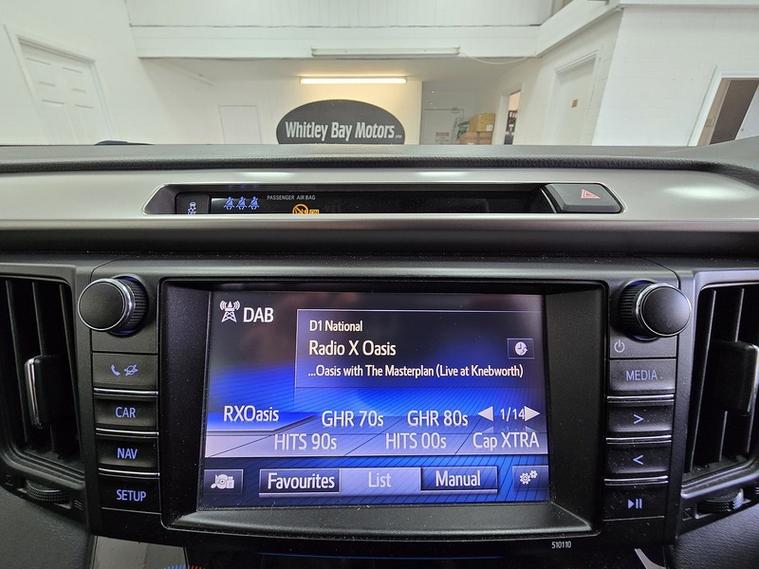 Whitley Bay Motors
PASSENGER AIR BAG
DAB
D1 National
Radio X Oasis
...Oasis with The Masterplan (Live at Knebworth)
RXOasis GHR 70s GHR 80s 1/14
HITS 90s HITS 00s Cap XTRA
Favourites List Manual
CAR
NAV
SETUP
MEDIA
>
<
510110